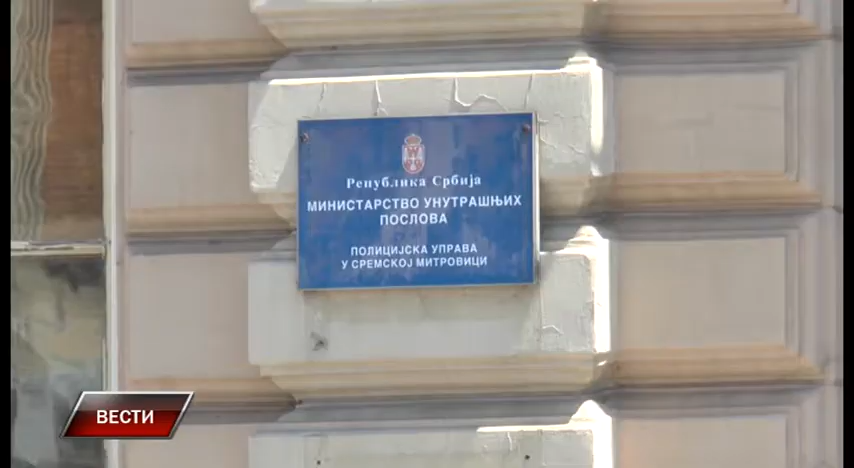 Република Србија
МИНИСТАРСТВО УНУТРАШЊИХ
ПОСЛОВА
ПОЛИЦИЈСКА УПРАВА
У СРЕМСКОЈ МИТРОВИЦИ
ВЕСТИ